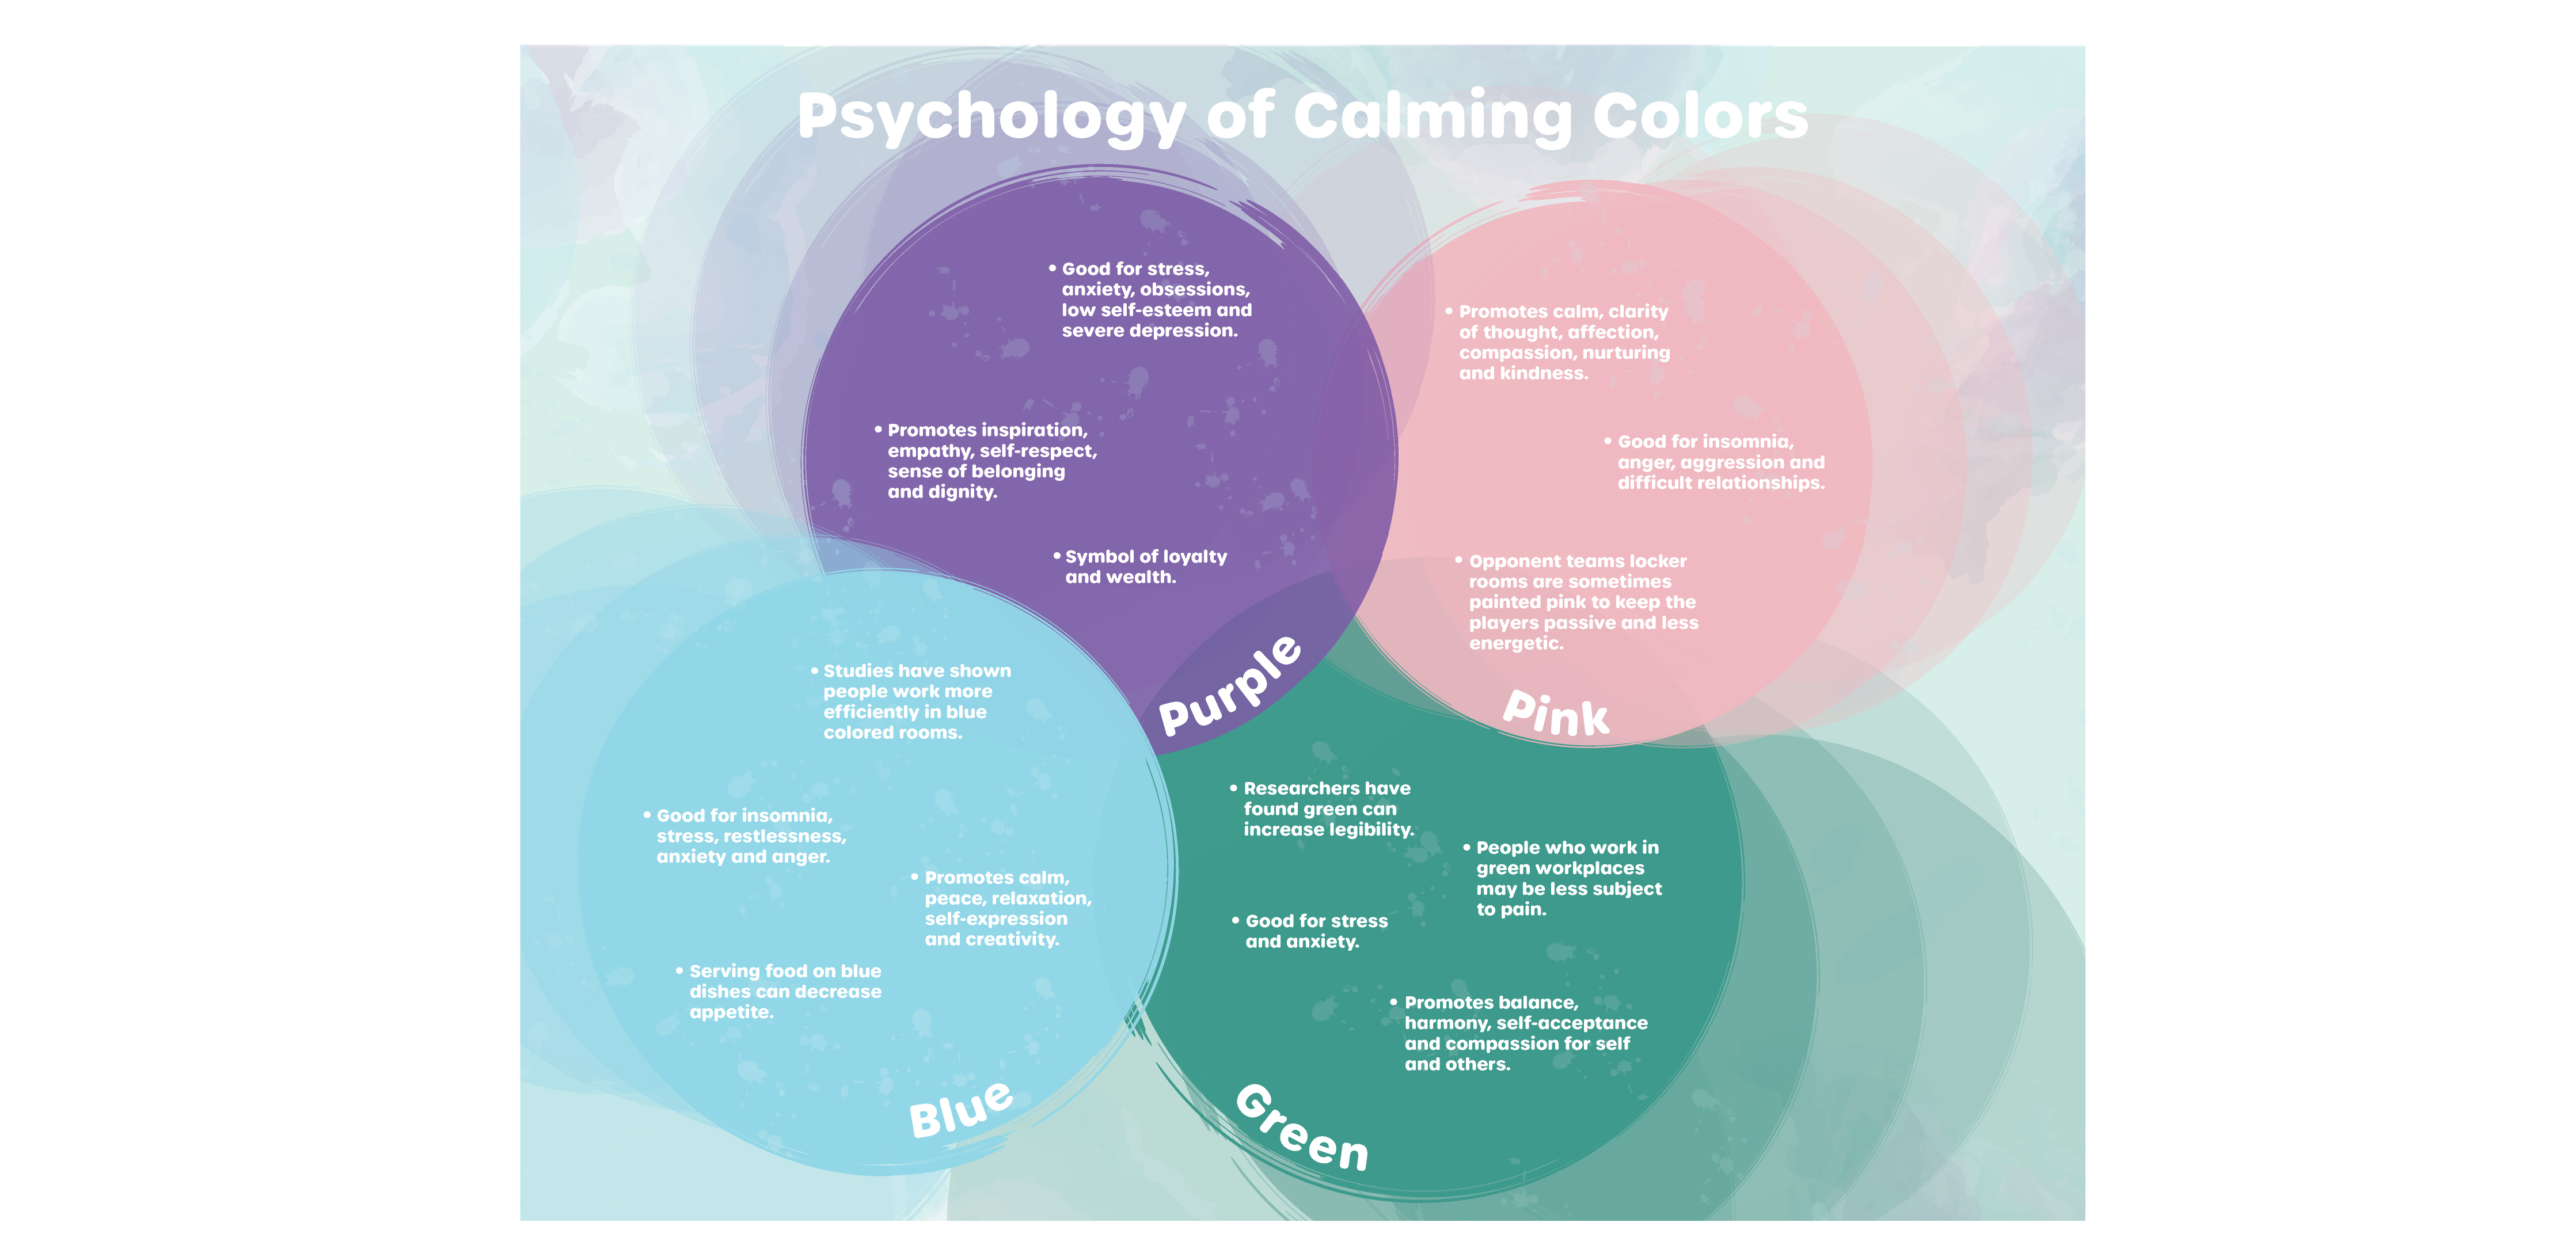 Psychology of Calming Colors
• Good for stress,
anxiety, obsessions,
low self-esteem and
severe depression.
• Promotes inspiration,
empathy, self-respect,
sense of belonging
and dignity.
• Symbol of loyalty
and wealth.
Purple
• Promotes calm, clarity
of thought, affection,
compassion, nurturing
and kindness.
• Good for insomnia,
anger, aggression and
difficult relationships.
• Opponent teams locker
rooms are sometimes
painted pink to keep the
players passive and less
energetic.
Pink
• Studies have shown
people work more
efficiently in blue
colored rooms.
• Good for insomnia,
stress, restlessness,
anxiety and anger.
• Promotes calm,
peace, relaxation,
self-expression
and creativity.
• Serving food on blue
dishes can decrease
appetite.
Blue
• Researchers have
found green can
increase legibility.
• People who work in
green workplaces
may be less subject
to pain.
• Good for stress
and anxiety.
• Promotes balance,
harmony, self-acceptance
and compassion for self
and others.
Green